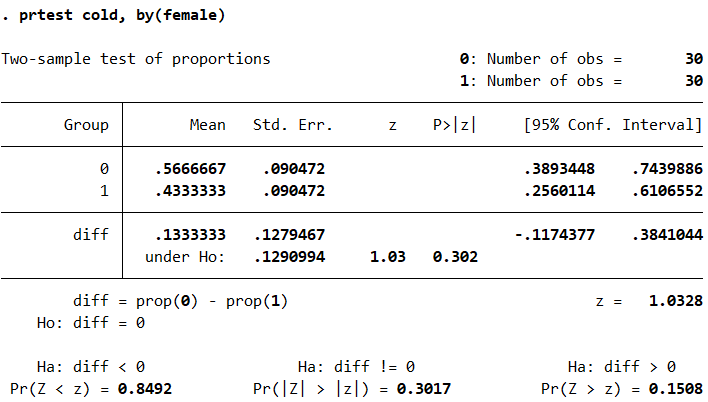 . prtest cold, by(female)
Two-sample test of proportions 0: Number of obs = 30
1: Number of obs = 30
Group Mean Std. Err. z P>|z| [95% Conf. Interval]
0 .5666667 .090472 .3893448 .7439886
1 .4333333 .090472 .2560114 .6106552
diff .1333333 .1279467 -.1174377 .3841044
under Ho: .1290994 1.03 0.302
diff = prop(0) - prop(1) z = 1.0328
Ho: diff = 0
Ha: diff < 0 Ha: diff != 0 Ha: diff > 0
Pr(Z < z) = 0.8492 Pr(|Z| > |z|) = 0.3017 Pr(Z > z) = 0.1508